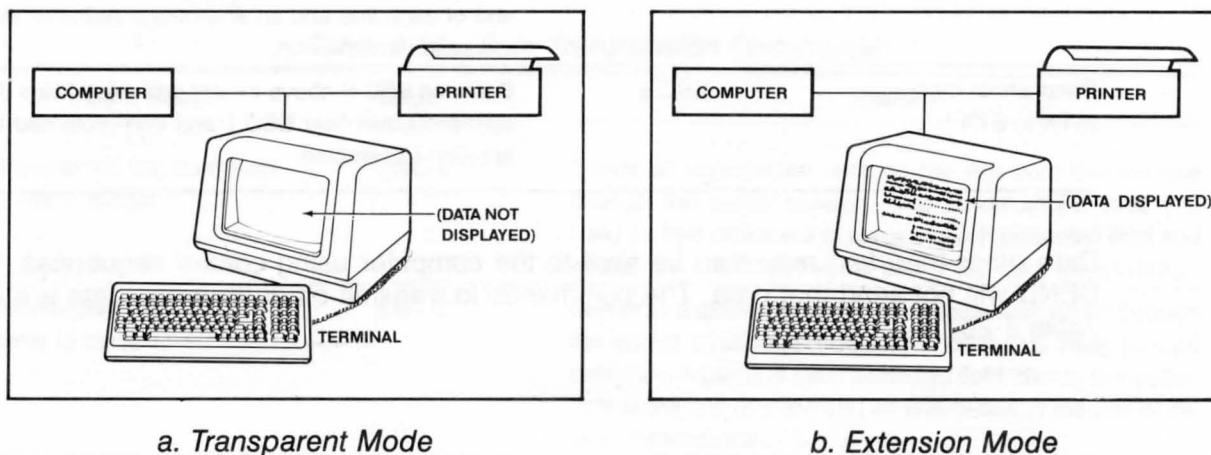 COMPUTER
PRINTER
(DATA NOT
DISPLAYED)
TERMINAL
a. Transparent Mode
COMPUTER
PRINTER
(DATA DISPLAYED)
TERMINAL
b. Extension Mode